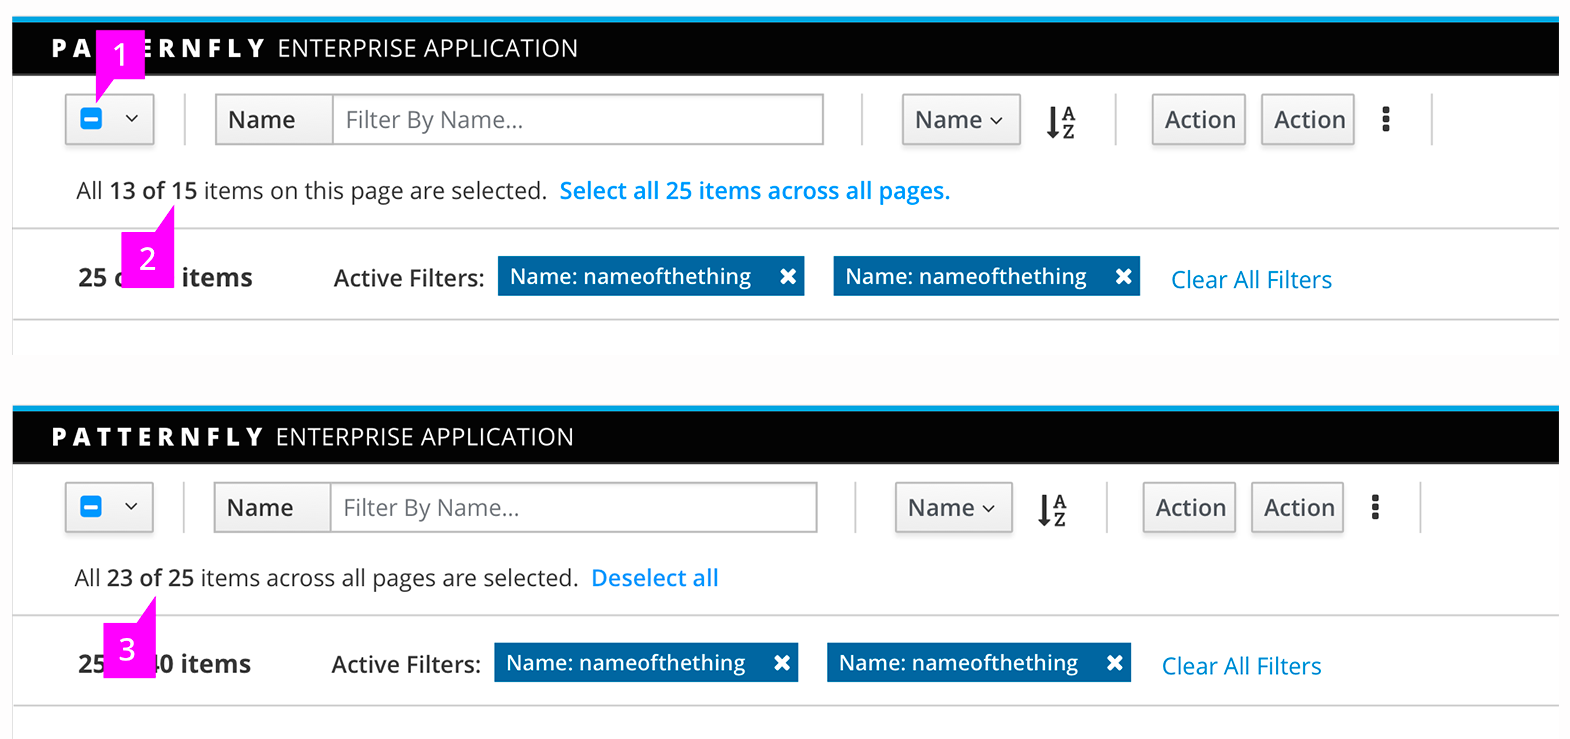 PA ERNFLY ENTERPRISE APPLICATION
1
Name Filter By Name... Name A Z Action Action
All 13 of 15 items on this page are selected. Select all 25 items across all pages.
2
25 items Active Filters: Name: nameofthething Name: nameofthething Clear All Filters
PATTERNFLY ENTERPRISE APPLICATION
Name Filter By Name... Name A Z Action Action
All 23 of 25 items across all pages are selected. Deselect all
3
25 items Active Filters: Name: nameofthething Name: nameofthething Clear All Filters